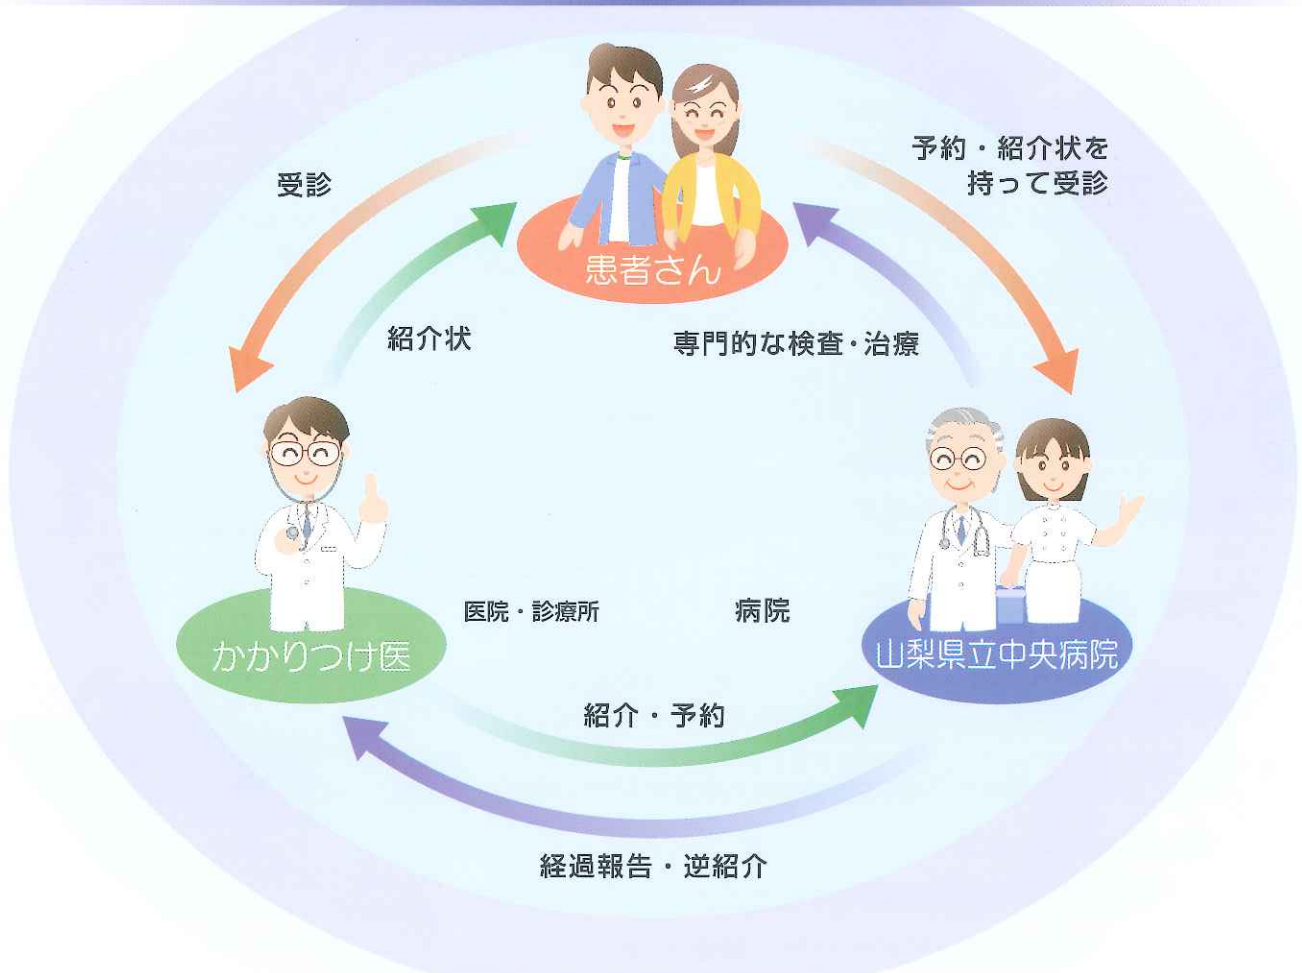 予約・紹介状を
持って受診
受診
患者さん
紹介状
専門的な検査・治療
医院・診療所
病院
かかりつけ医
山梨県立中央病院
紹介・予約
経過報告・逆紹介